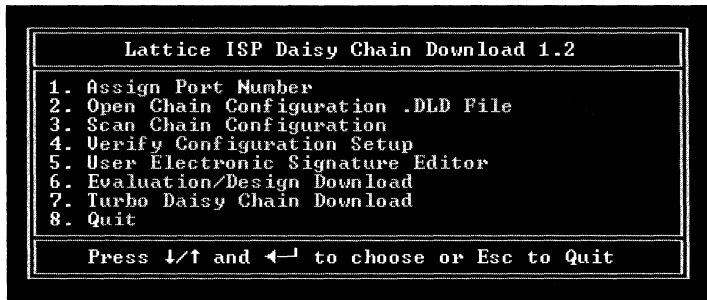 Lattice ISP Daisy Chain Download 1.2
1. Assign Port Number
2. Open Chain Configuration .DLD File
3. Scan Chain Configuration
4. Verify Configuration Setup
5. User Electronic Signature Editor
6. Evaluation/Design Download
7. Turbo Daisy Chain Download
8. Quit
Press ↓/↑ and ◄┘ to choose or Esc to Quit